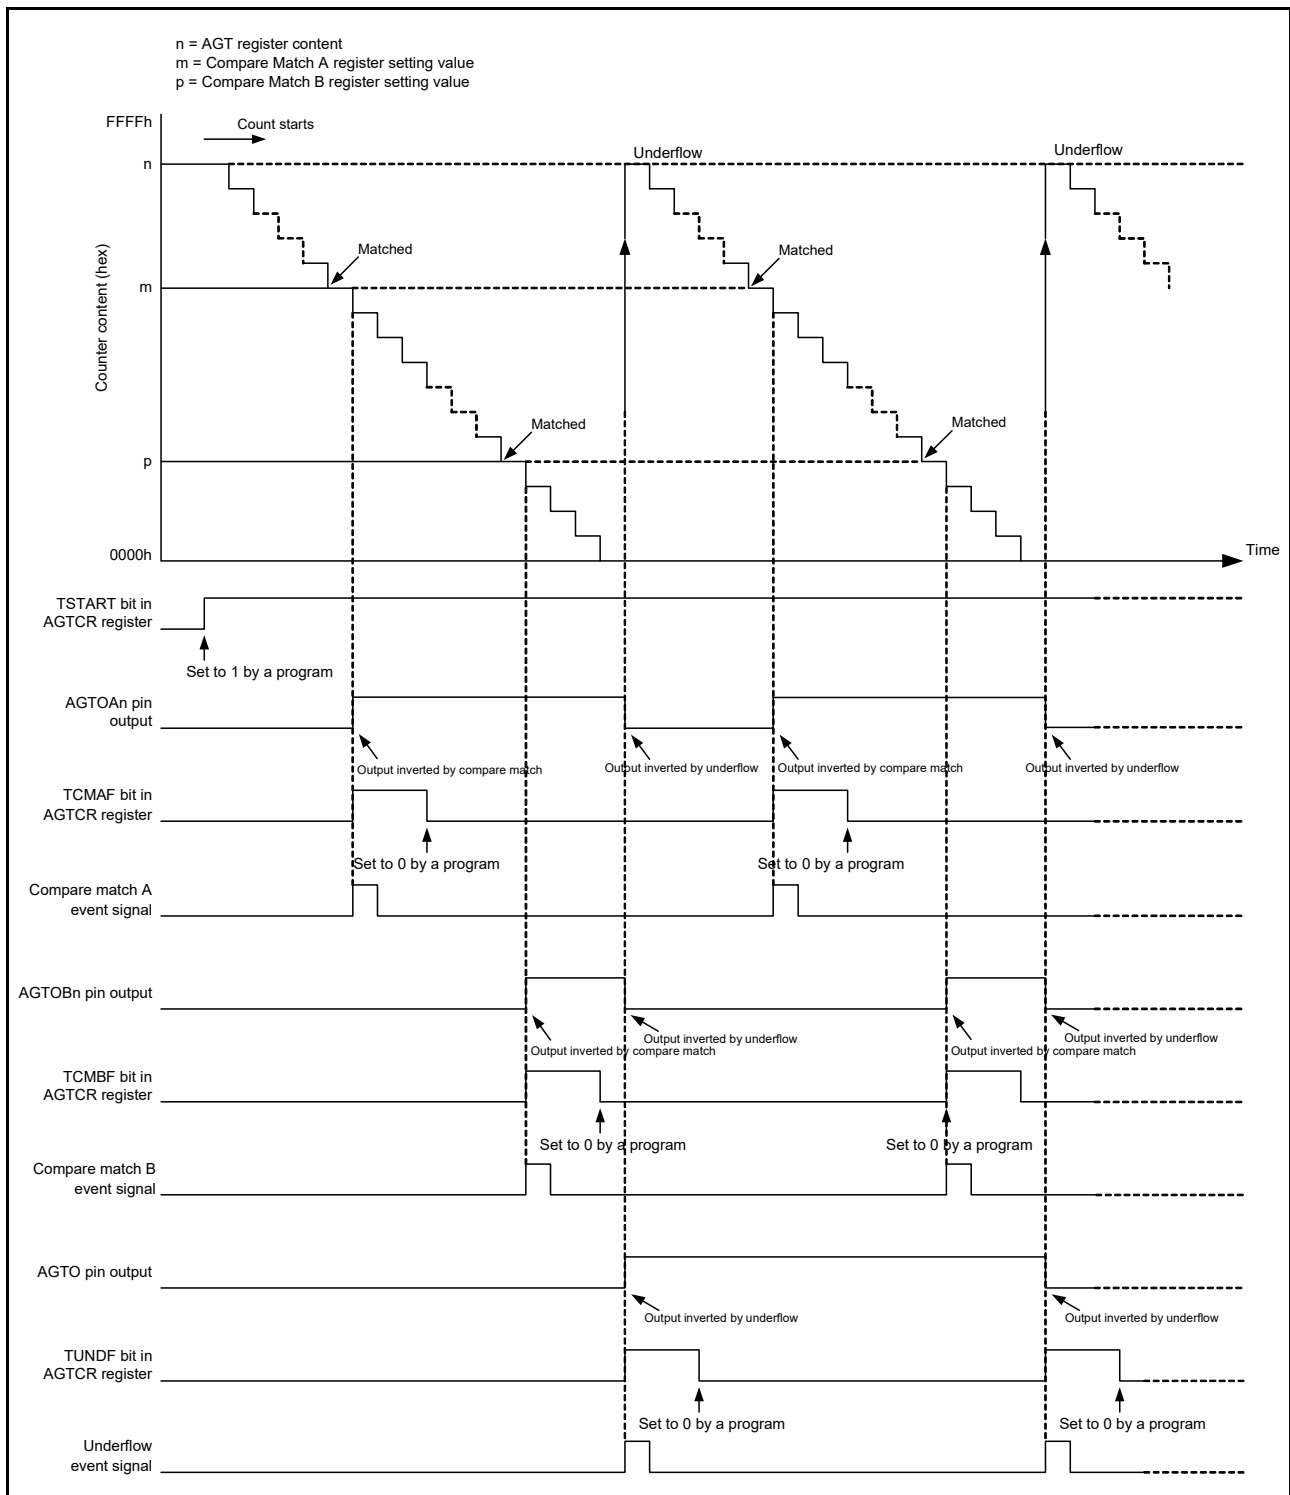 n = AGT register content
m = Compare Match A register setting value
p = Compare Match B register setting value
FFFFh
Count starts
n
Underflow
Underflow
Matched
Matched
Counter content (hex)
m
Matched
Matched
p
0000h
Time
TSTART bit in
AGTCR register
Set to 1 by a program
AGTOAn pin
output
Output inverted by compare match
Output inverted by underflow
Output inverted by compare match
Output inverted by underflow
TCMAF bit in
AGTCR register
Set to 0 by a program
Set to 0 by a program
Compare match A
event signal
AGTOBn pin output
Output inverted by underflow
Output inverted by underflow
Output inverted by compare match
Output inverted by compare match
TCMBF bit in
AGTCR register
Set to 0 by a program
Set to 0 by a program
Compare match B
event signal
AGTO pin output
Output inverted by underflow
Output inverted by underflow
TUNDF bit in
AGTCR register
Set to 0 by a program
Set to 0 by a program
Underflow
event signal